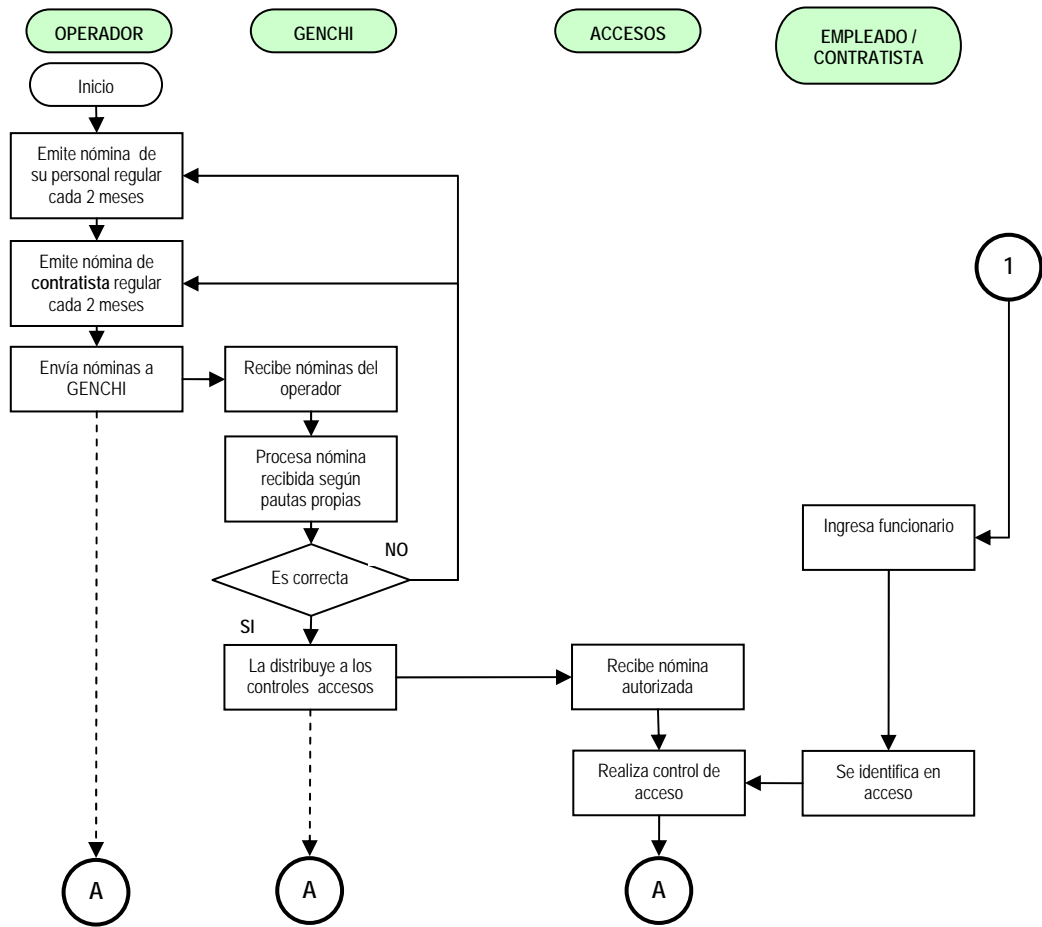 OPERADOR
GENCHI
ACCESOS
EMPLEADO /
CONTRATISTA
Inicio
Emite nómina de
su personal regular
cada 2 meses
Emite nómina de
contratista regular
cada 2 meses
1
Envía nóminas a
GENCHI
Recibe nóminas del
operador
Procesa nómina
recibida según
pautas propias
Ingresa funcionario
NO
Es correcta
SI
La distribuye a los
controles accesos
Recibe nómina
autorizada
Realiza control de
acceso
Se identifica en
acceso
A
A
A